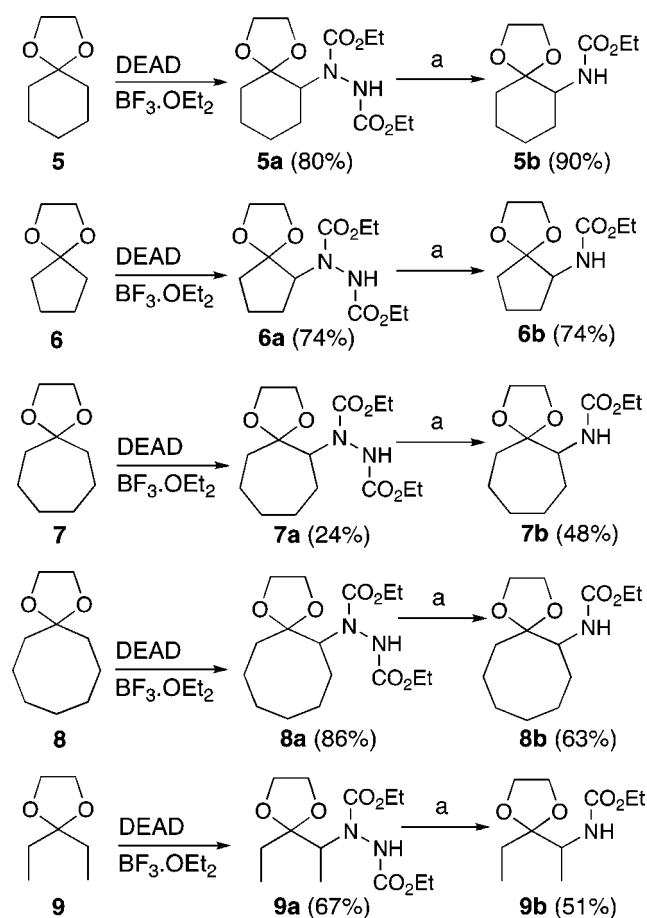 O O DEAD BF3.OEt2 O O CO2Et N NH CO2Et a O O CO2Et NH
5 5a (80%) 5b (90%)
O O DEAD BF3.OEt2 O O CO2Et N NH CO2Et a O O CO2Et NH
6 6a (74%) 6b (74%)
O O DEAD BF3.OEt2 O O CO2Et N NH CO2Et a O O CO2Et NH
7 7a (24%) 7b (48%)
O O DEAD BF3.OEt2 O O CO2Et N NH CO2Et a O O CO2Et NH
8 8a (86%) 8b (63%)
O O DEAD BF3.OEt2 O O CO2Et N NH CO2Et a O O CO2Et NH
9 9a (67%) 9b (51%)